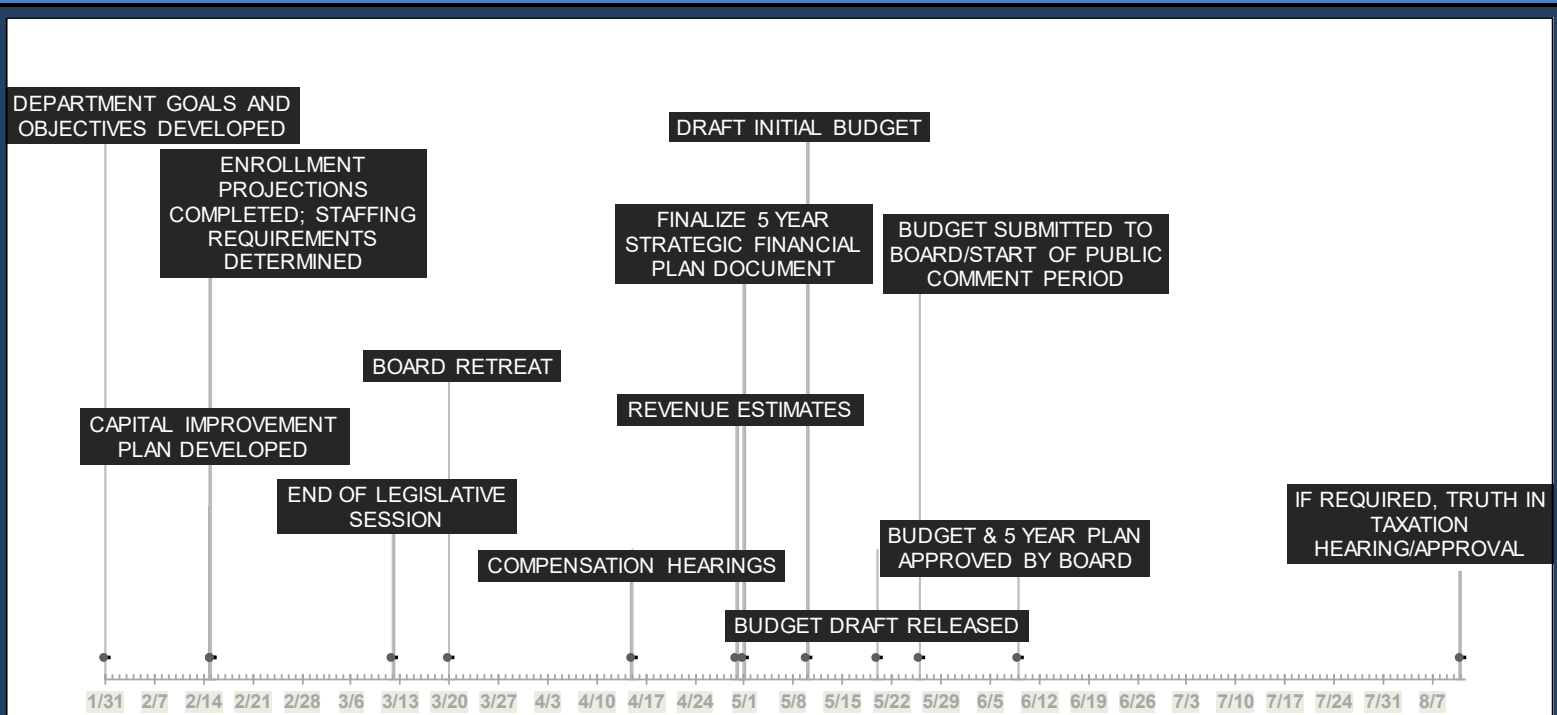 DEPARTMENT GOALS AND
OBJECTIVES DEVELOPED
ENROLLMENT
PROJECTIONS
COMPLETED; STAFFING
REQUIREMENTS
DETERMINED
CAPITAL IMPROVEMENT
PLAN DEVELOPED
END OF LEGISLATIVE
SESSION
BOARD RETREAT
COMPENSATION HEARINGS
REVENUE ESTIMATES
FINALIZE 5 YEAR
STRATEGIC FINANCIAL
PLAN DOCUMENT
DRAFT INITIAL BUDGET
BUDGET DRAFT RELEASED
BUDGET SUBMITTED TO
BOARD/START OF PUBLIC
COMMENT PERIOD
BUDGET & 5 YEAR PLAN
APPROVED BY BOARD
IF REQUIRED, TRUTH IN
TAXATION
HEARING/APPROVAL
1/31 2/7 2/14 2/21 2/28 3/6 3/13 3/20 3/27 4/3 4/10 4/17 4/24 5/1 5/8 5/15 5/22 5/29 6/5 6/12 6/19 6/26 7/3 7/10 7/17 7/24 7/31 8/7